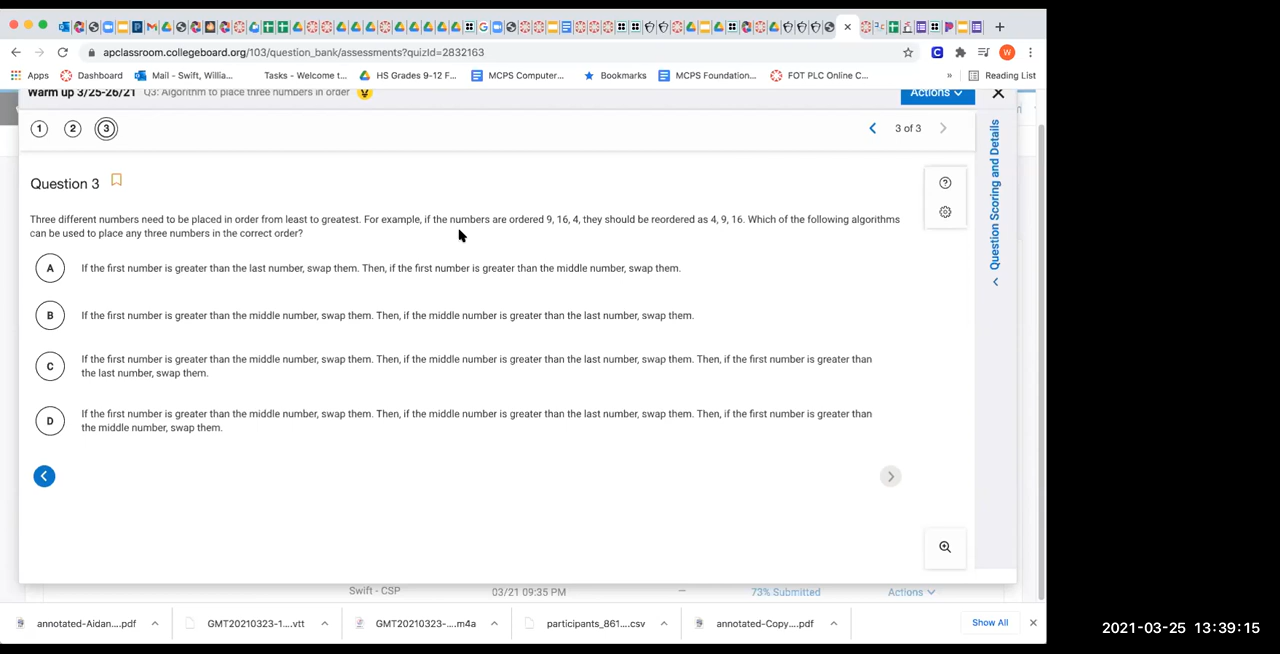 apclassroom.collegeboard.org/103/question_bank/assessments?quizId=2832163
Apps Dashboard Mail - Swift, Willia... Tasks - Welcome t... HS Grades 9-12 F... MCPS Computer... Bookmarks MCPS Foundation... FOT PLC Online C... » Reading List
Warm up 3/25-26/21 Q3: Algorithm to place three numbers in order Actions
1 2 3 3 of 3
Question Scoring and Details
Question 3
Three different numbers need to be placed in order from least to greatest. For example, if the numbers are ordered 9, 16, 4, they should be reordered as 4, 9, 16. Which of the following algorithms
can be used to place any three numbers in the correct order?
A If the first number is greater than the last number, swap them. Then, if the first number is greater than the middle number, swap them.
B If the first number is greater than the middle number, swap them. Then, if the middle number is greater than the last number, swap them.
C If the first number is greater than the middle number, swap them. Then, if the middle number is greater than the last number, swap them. Then, if the first number is greater than
the last number, swap them.
D If the first number is greater than the middle number, swap them. Then, if the middle number is greater than the last number, swap them. Then, if the first number is greater than
the middle number, swap them.
Swift - CSP 03/21 09:35 PM — 73% Submitted Actions
annotated-Aidan....pdf GMT20210323-1....vtt GMT20210323-....m4a participants_861....csv annotated-Copy....pdf Show All
2021-03-25 13:39:15